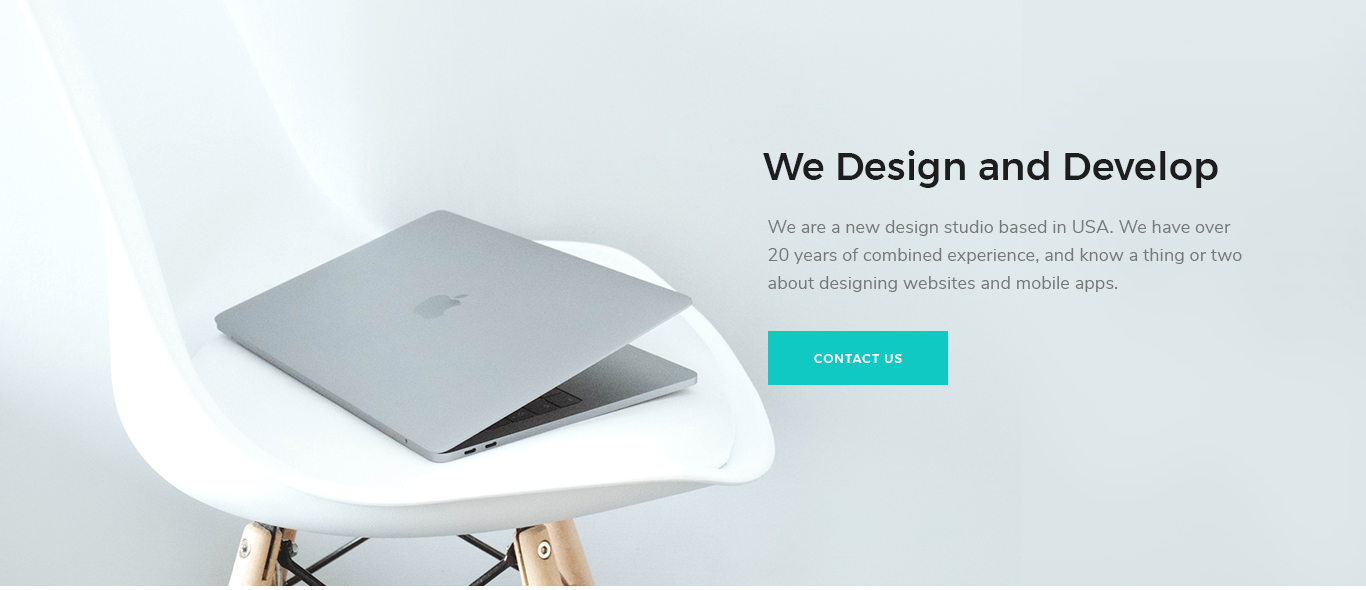 We Design and Develop
We are a new design studio based in USA. We have over
20 years of combined experience, and know a thing or two
about designing websites and mobile apps.
CONTACT US